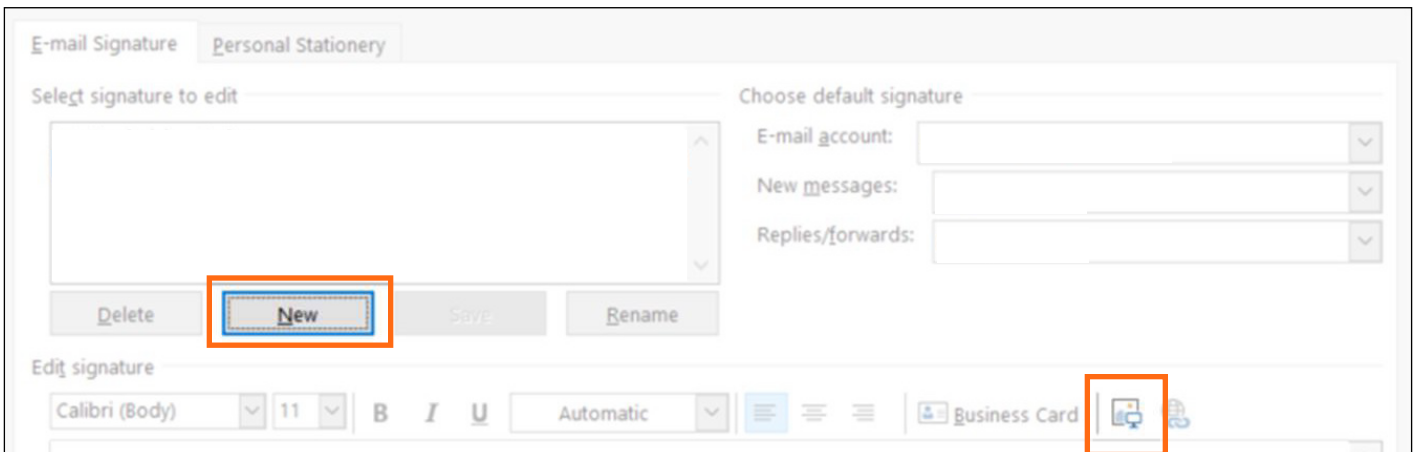 E-mail Signature Personal Stationery
Select signature to edit
Choose default signature
E-mail account:
New messages:
Replies/forwards:
Delete New Save Rename
Edit signature
Calibri (Body) 11 B I U Automatic Business Card